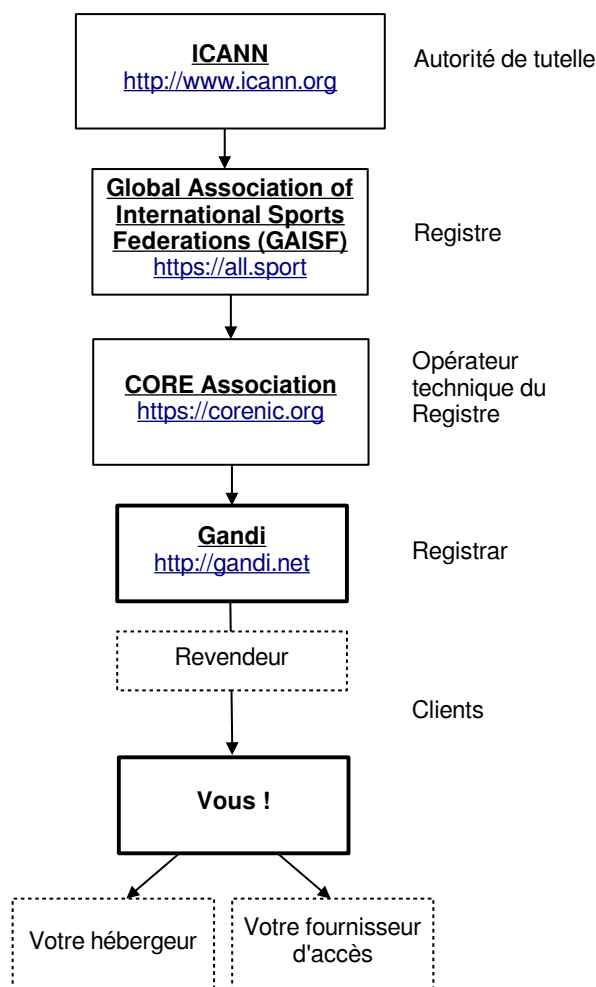 ICANN
http://www.icann.org
Autorité de tutelle
Global Association of
International Sports
Federations (GAISF)
https://all.sport
Registre
CORE Association
https://corenic.org
Opérateur
technique du
Registre
Gandi
http://gandi.net
Registrar
Revendeur
Clients
Vous !
Votre hébergeur
Votre fournisseur
d'accès